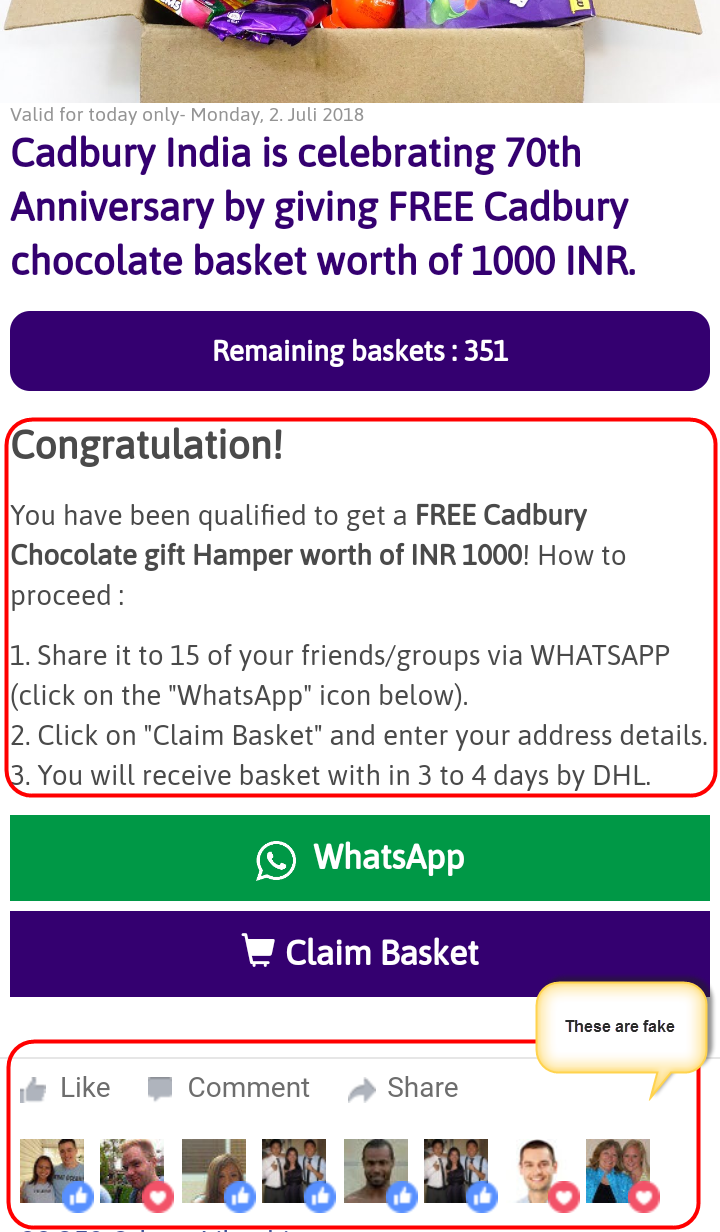 Valid for today only- Monday, 2. Juli 2018
Cadbury India is celebrating 70th
Anniversary by giving FREE Cadbury
chocolate basket worth of 1000 INR.
Remaining baskets : 351
Congratulation!
You have been qualified to get a FREE Cadbury
Chocolate gift Hamper worth of INR 1000! How to
proceed :
1. Share it to 15 of your friends/groups via WHATSAPP
(click on the "WhatsApp" icon below).
2. Click on "Claim Basket" and enter your address details.
3. You will receive basket with in 3 to 4 days by DHL.
WhatsApp
Claim Basket
These are fake
Like Comment Share